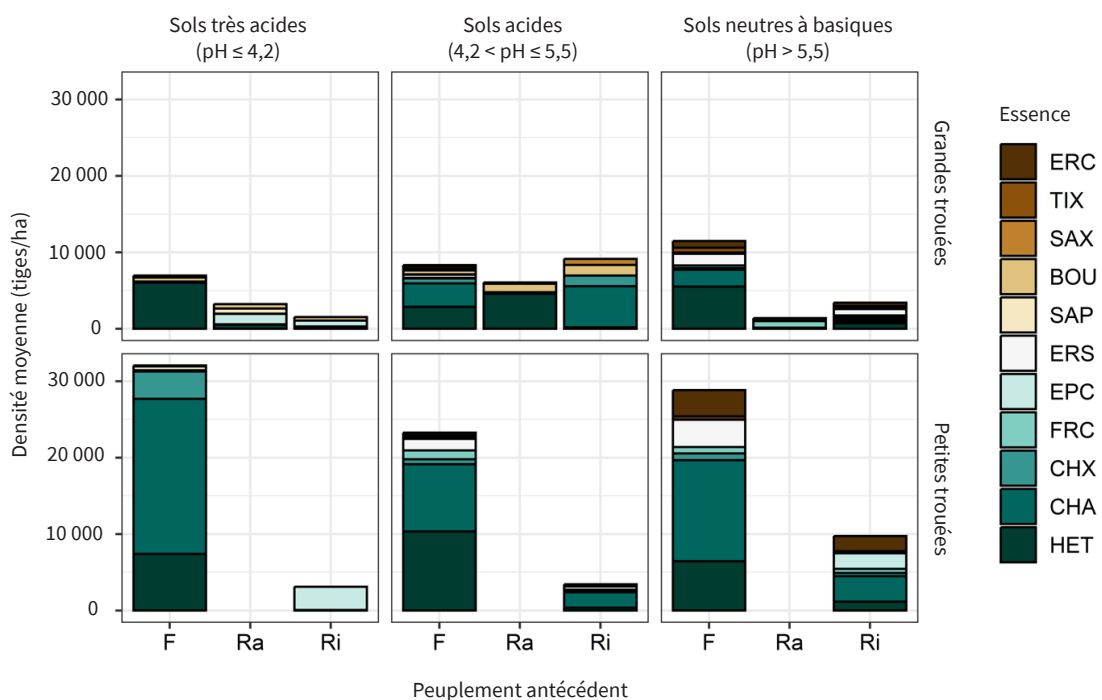 Sols très acides
(pH ≤ 4,2)
Sols acides
(4,2 < pH ≤ 5,5)
Sols neutres à basiques
(pH > 5,5)
Densité moyenne (tiges/ha)
30 000
20 000
10 000
0
Grandes trouées
30 000
20 000
10 000
0
Petites trouées
F
Ra
Ri
F
Ra
Ri
F
Ra
Ri
Peuplement antécédent
Essence
ERC
TIX
SAX
BOU
SAP
ERS
EPC
FRC
CHX
CHA
HET